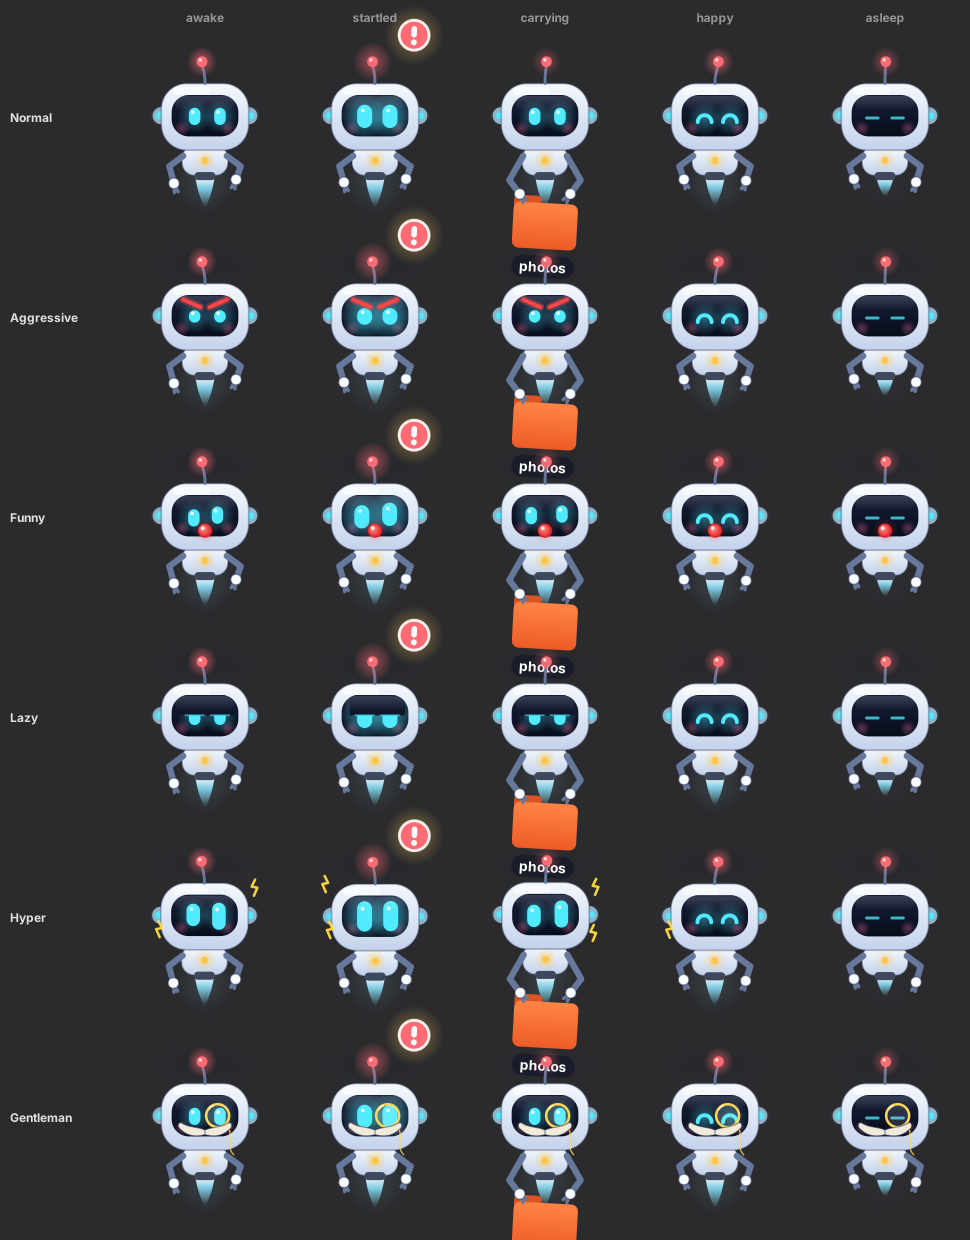 awake startled carrying happy asleep
Normal
photos
Aggressive
photos
Funny
photos
Lazy
photos
Hyper
photos
Gentleman